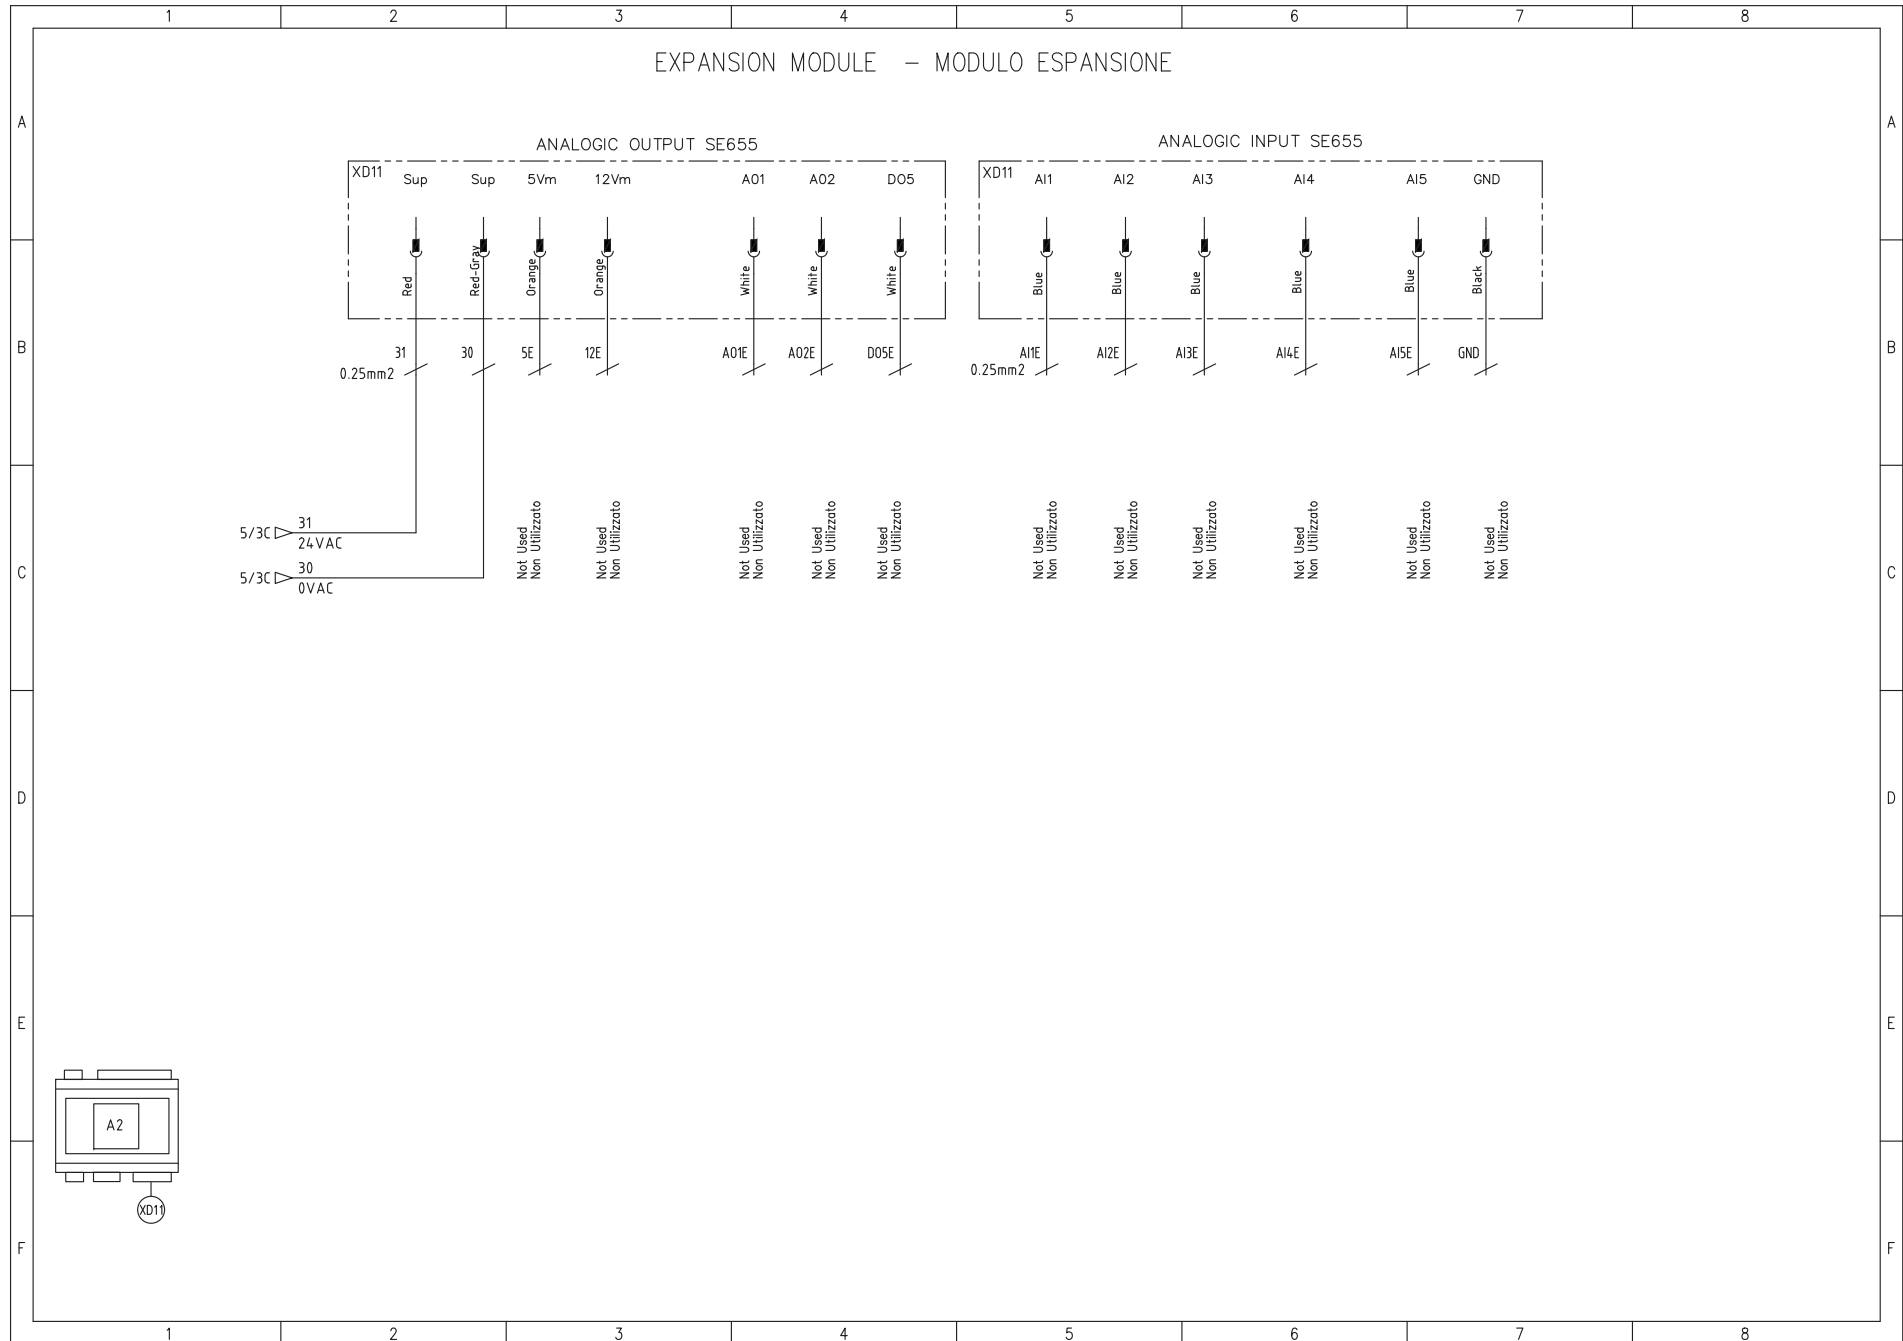 1 2 3 4 5 6 7 8
EXPANSION MODULE - MODULO ESPANSIONE
A A
ANALOGIC OUTPUT SE655
ANALOGIC INPUT SE655
XD11 Sup Sup 5Vm 12Vm AO1 AO2 DO5
XD11 AI1 AI2 AI3 AI4 AI5 GND
Red Red-Gray Orange Orange White White White
Blue Blue Blue Blue Blue Black
B B
31 30 5E 12E AO1E AO2E DO5E
AI1E AI2E AI3E AI4E AI5E GND
0.25mm2
0.25mm2
5/3C 31
24VAC
5/3C 30
0VAC
Not Used
Non Utilizzato
Not Used
Non Utilizzato
Not Used
Non Utilizzato
Not Used
Non Utilizzato
Not Used
Non Utilizzato
Not Used
Non Utilizzato
Not Used
Non Utilizzato
Not Used
Non Utilizzato
Not Used
Non Utilizzato
Not Used
Non Utilizzato
Not Used
Non Utilizzato
C C
D D
E E
A2
XD11
F F
1 2 3 4 5 6 7 8